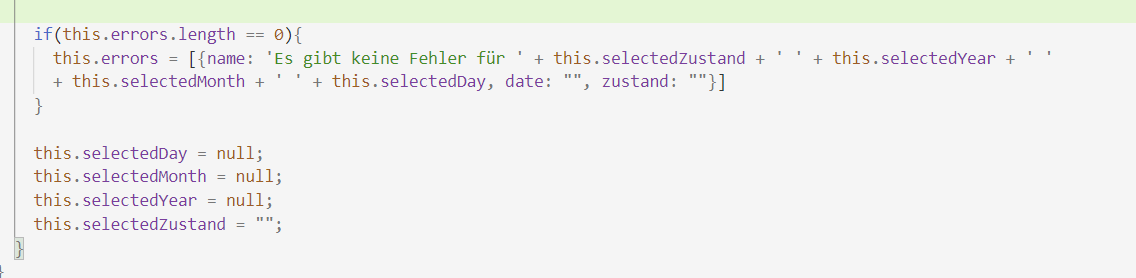 if(this.errors.length == 0){
this.errors = [{name: 'Es gibt keine Fehler für ' + this.selectedZustand + ' ' + this.selectedYear + ' '
+ this.selectedMonth + ' ' + this.selectedDay, date: "", zustand: ""}]
}
this.selectedDay = null;
this.selectedMonth = null;
this.selectedYear = null;
this.selectedZustand = "";
}
}